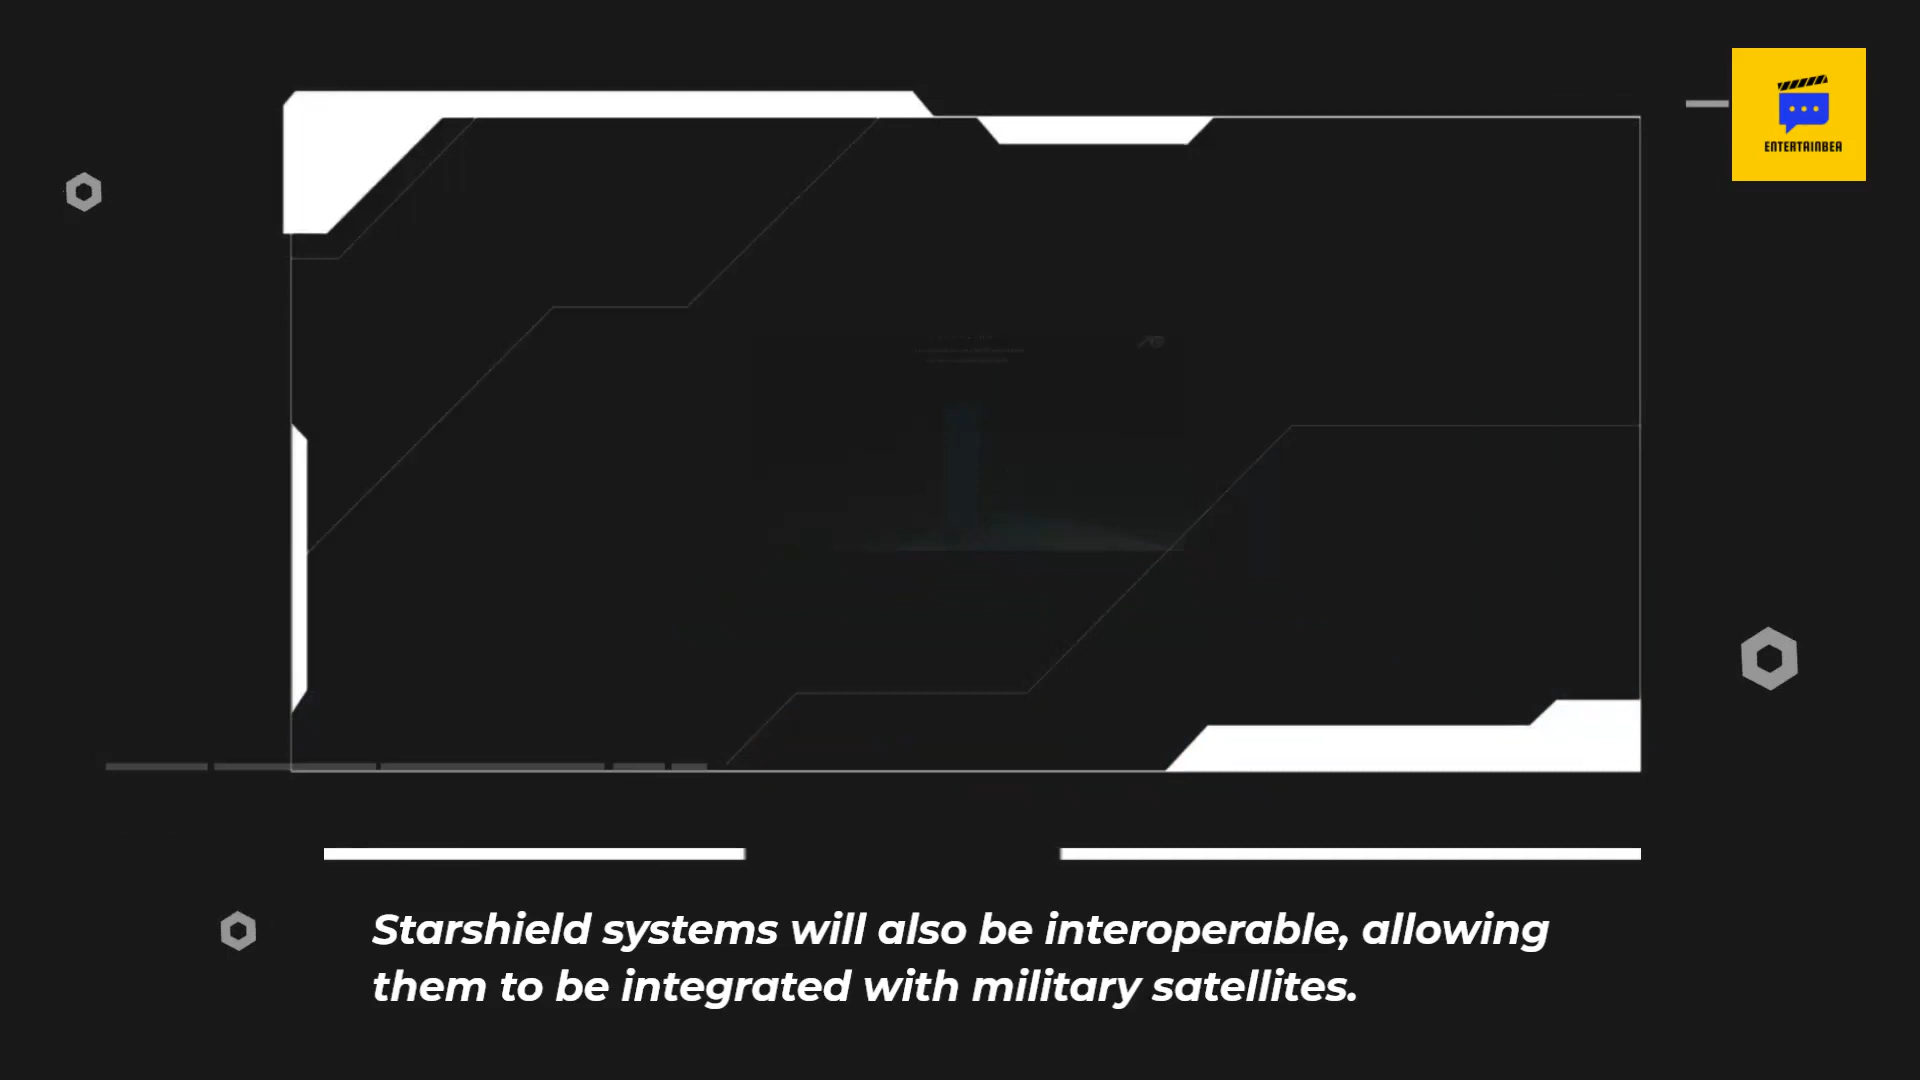 ENTERTAINBEA
Starshield systems will also be interoperable, allowing
them to be integrated with military satellites.